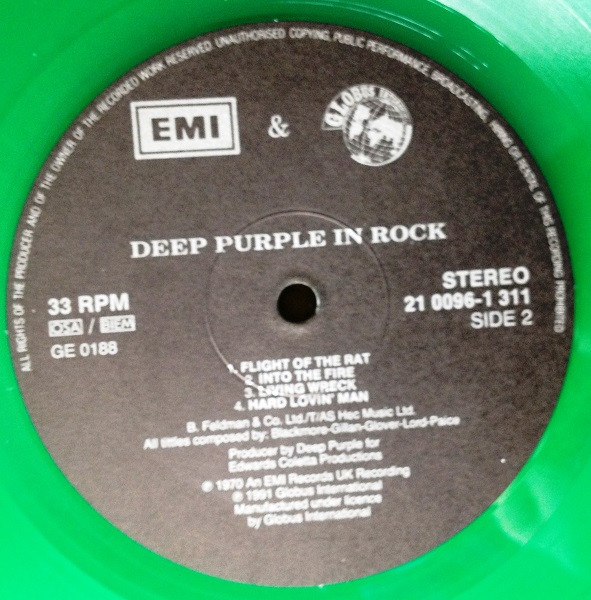 ALL RIGHTS OF THE PRODUCER AND OF THE OWNER OF THE RECORDED WORK RESERVED. UNAUTHORISED COPYING, PUBLIC PERFORMANCE, BROADCASTING, HIRING OR RENTAL OF THIS RECORDING PROHIBITED
EMI & GLOBUS
DEEP PURPLE IN ROCK
33 RPM
OSA / BIEM
GE 0188
STEREO
21 0096-1 311
SIDE 2
1. FLIGHT OF THE RAT
2. INTO THE FIRE
3. LIVING WRECK
4. HARD LOVIN' MAN
B. Feldman & Co. Ltd./T/AS Hec Music Ltd.
All tittles composed by: Blackmore-Gillan-Glover-Lord-Paice
Producer by Deep Purple for
Edwards Coletta Productions
℗ 1970 An EMI Records UK Recording
℗ 1991 Globus International
Manufactured under licence
by Globus International